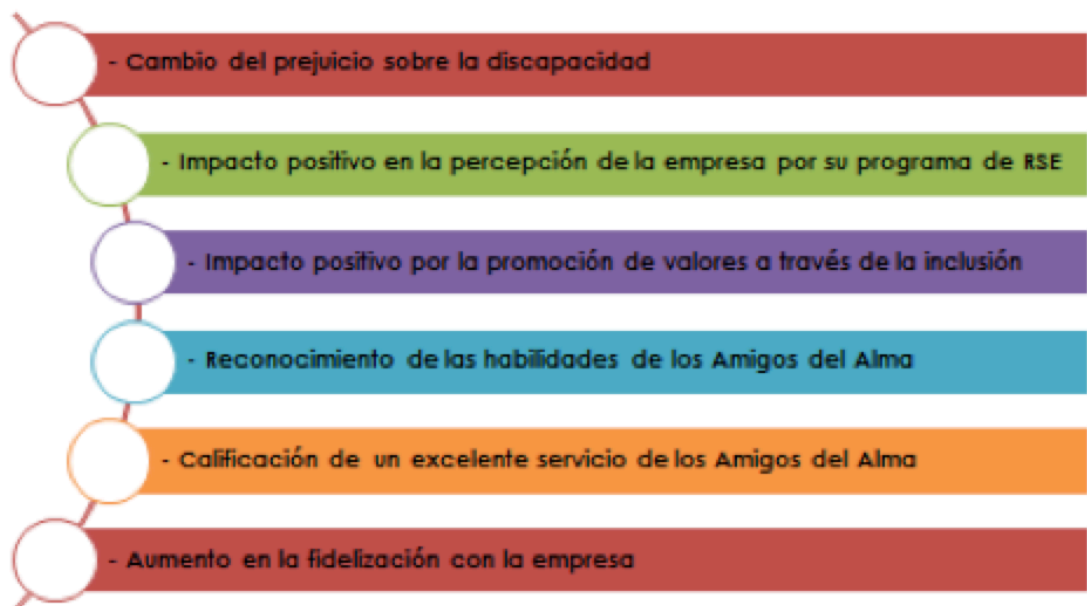 - Cambio del prejuicio sobre la discapacidad
- Impacto positivo en la percepción de la empresa por su programa de RSE
- Impacto positivo por la promoción de valores a través de la inclusión
- Reconocimiento de las habilidades de los Amigos del Alma
- Calificación de un excelente servicio de los Amigos del Alma
- Aumento en la fidelización con la empresa